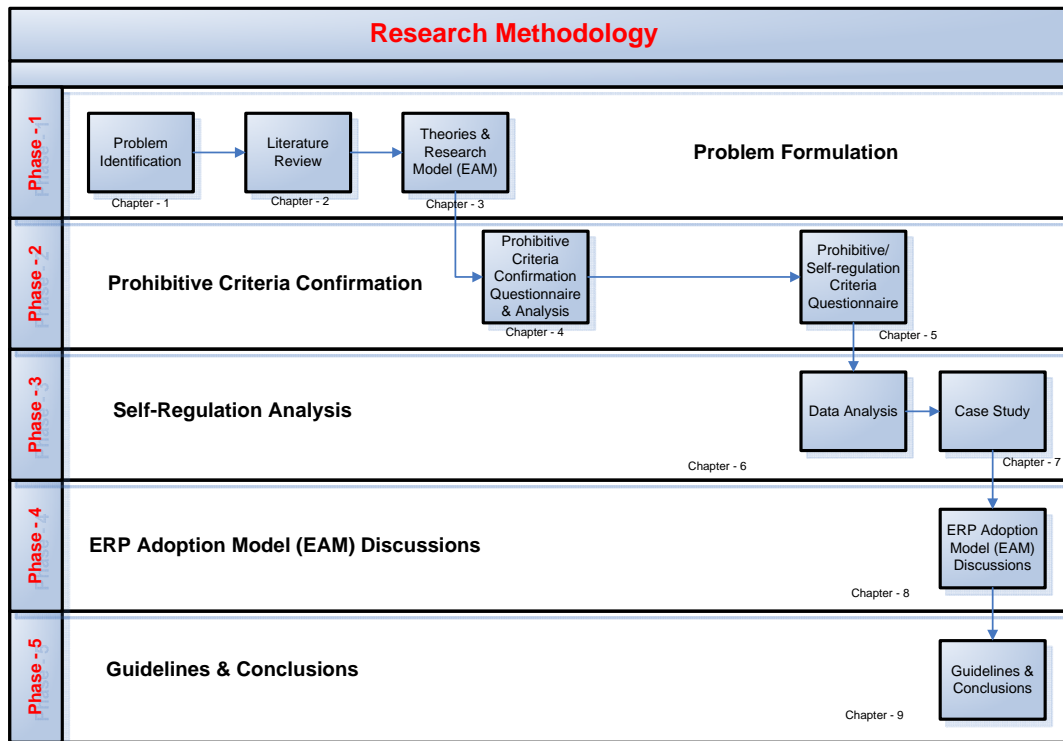 Research Methodology
Phase - 1
Problem
Identification
Chapter - 1
Literature
Review
Chapter - 2
Theories &
Research
Model (EAM)
Chapter - 3
Problem Formulation
Phase - 2
Prohibitive Criteria Confirmation
Prohibitive
Criteria
Confirmation
Questionnaire
& Analysis
Chapter - 4
Prohibitive/
Self-regulation
Criteria
Questionnaire
Chapter - 5
Phase - 3
Self-Regulation Analysis
Data Analysis
Chapter - 6
Case Study
Chapter - 7
Phase - 4
ERP Adoption Model (EAM) Discussions
ERP Adoption
Model (EAM)
Discussions
Chapter - 8
Phase - 5
Guidelines & Conclusions
Guidelines &
Conclusions
Chapter - 9